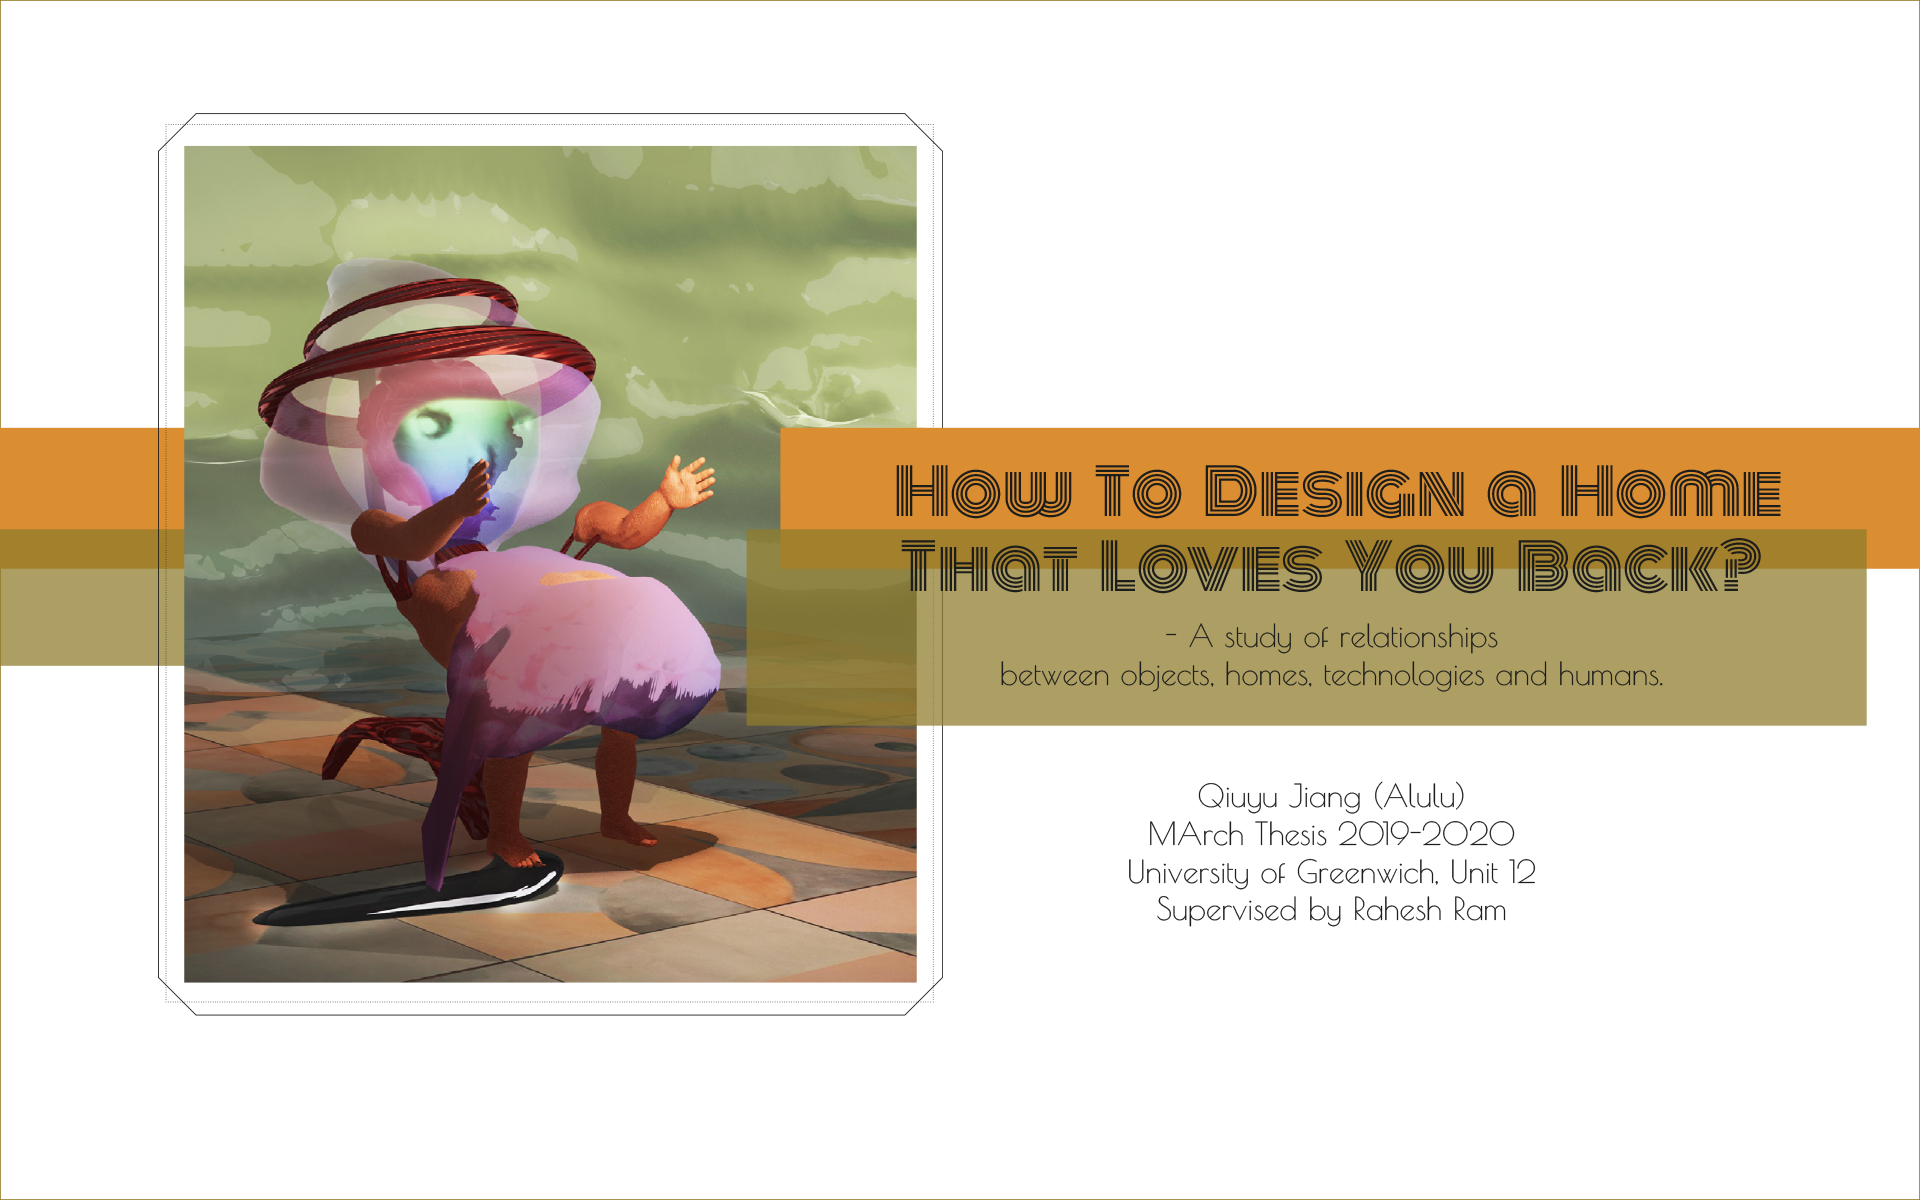 How To Design a Home
That Loves You Back?
- A study of relationships
between objects, homes, technologies and humans.
Qiuyu Jiang (Alulu)
MArch Thesis 2019-2020
University of Greenwich, Unit 12
Supervised by Rahesh Ram